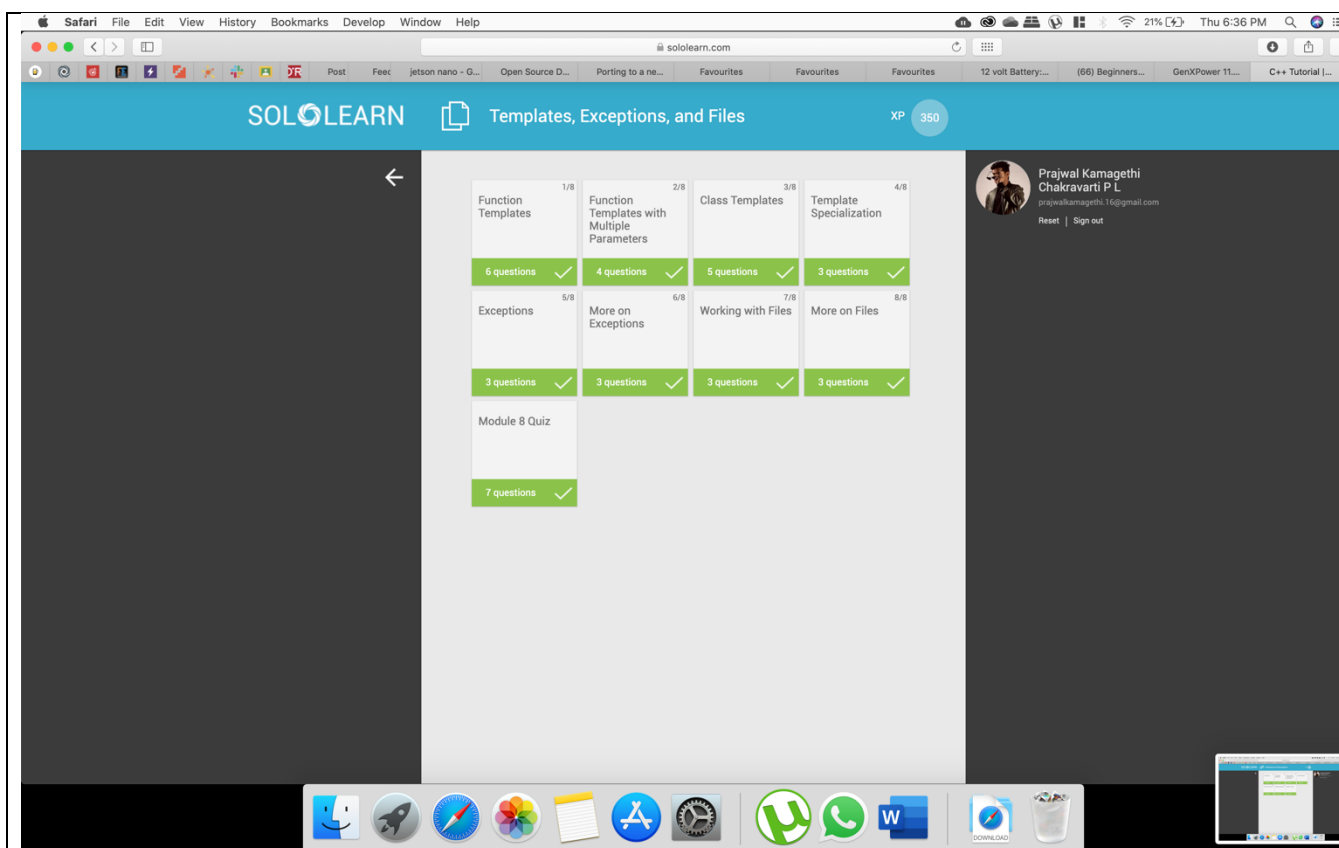 Safari File Edit View History Bookmarks Develop Window Help
21% Thu 6:36 PM
sololearn.com
Post Feec jetson nano - G... Open Source D... Porting to a ne... Favourites Favourites Favourites 12 volt Battery:... (66) Beginners... GenXPower 11.... C++ Tutorial |...
SOLOLEARN
Templates, Exceptions, and Files
XP 350
Prajwal Kamagethi
Chakravarti P L
prajwalkamagethi.16@gmail.com
Reset | Sign out
1/8
Function
Templates
6 questions
2/8
Function
Templates with
Multiple
Parameters
4 questions
3/8
Class Templates
5 questions
4/8
Template
Specialization
3 questions
5/8
Exceptions
3 questions
6/8
More on
Exceptions
3 questions
7/8
Working with Files
3 questions
8/8
More on Files
3 questions
Module 8 Quiz
7 questions
W
DOWNLOAD